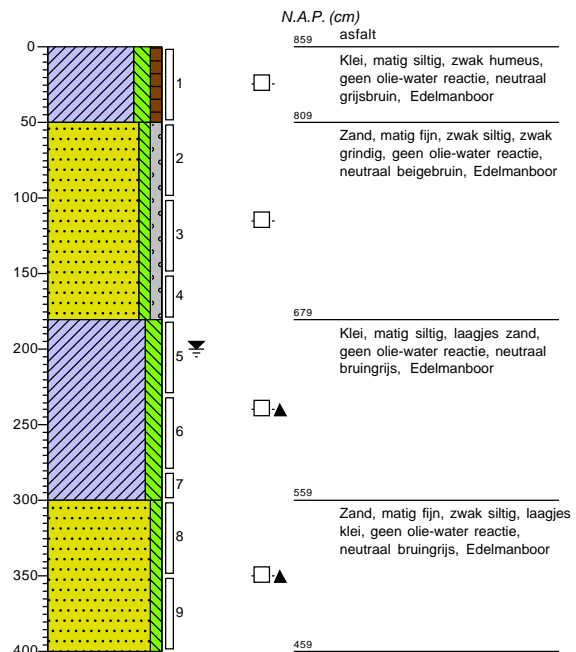 N.A.P. (cm)
0
859
asfalt
Klei, matig siltig, zwak humeus,
geen olie-water reactie, neutraal
grijsbruin, Edelmanboor
1
50
809
Zand, matig fijn, zwak siltig, zwak
grindig, geen olie-water reactie,
neutraal beigebruin, Edelmanboor
2
100
3
150
4
679
Klei, matig siltig, laagjes zand,
geen olie-water reactie, neutraal
bruingrijs, Edelmanboor
200
5
250
6
7
300
559
Zand, matig fijn, zwak siltig, laagjes
klei, geen olie-water reactie,
neutraal bruingrijs, Edelmanboor
8
350
9
400
459